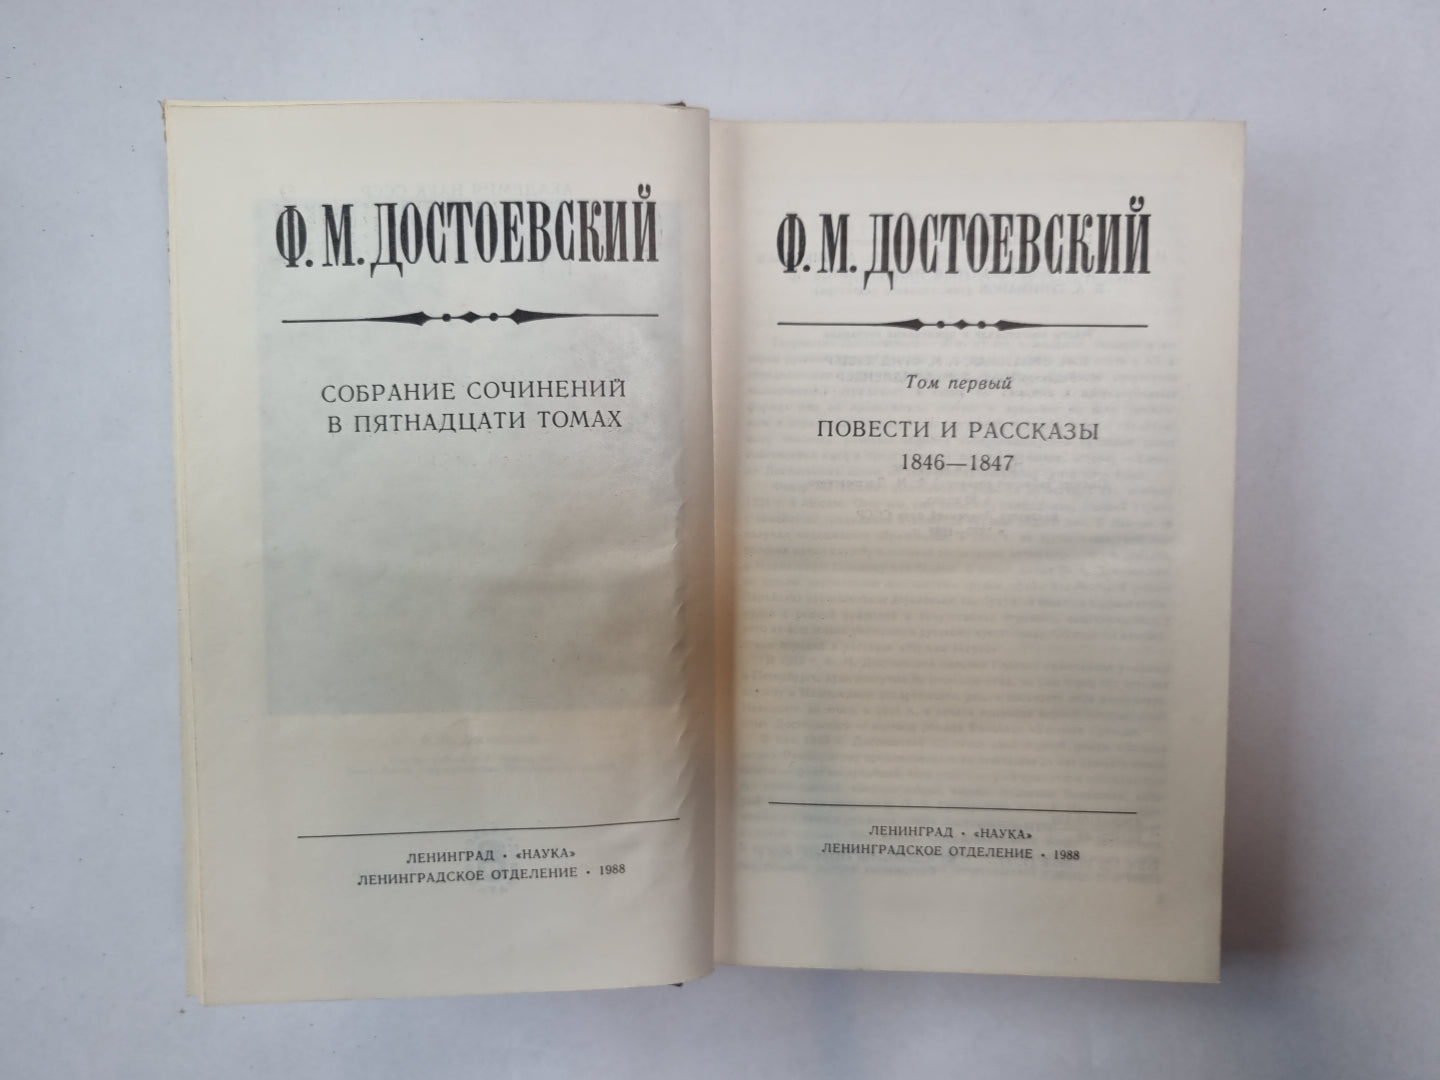 Ф. М. ДОСТОЕВСКИЙ
СОБРАНИЕ СОЧИНЕНИЙ
В ПЯТНАДЦАТИ ТОМАХ
ЛЕНИНГРАД • «НАУКА»
ЛЕНИНГРАДСКОЕ ОТДЕЛЕНИЕ • 1988
Ф. М. ДОСТОЕВСКИЙ
Том первый
ПОВЕСТИ И РАССКАЗЫ
1846—1847
ЛЕНИНГРАД • «НАУКА»
ЛЕНИНГРАДСКОЕ ОТДЕЛЕНИЕ • 1988